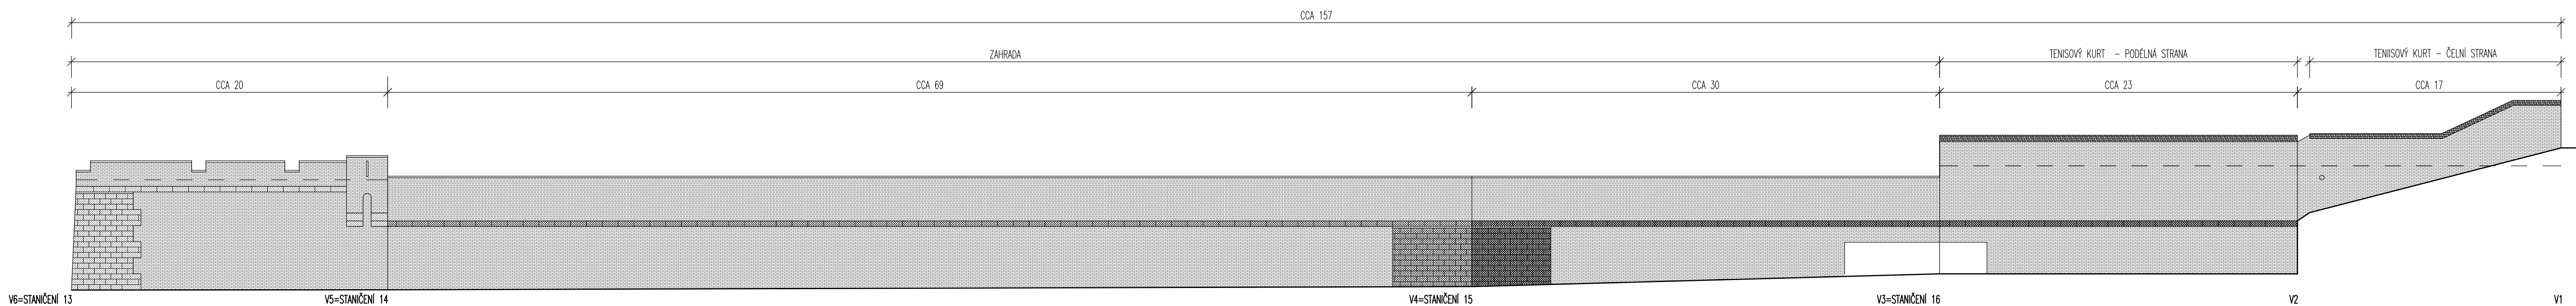 CCA 157
ZAHRADA TENISOVÝ KURT - PODÉLNÁ STRANA TENIISOVÝ KURT - ČELNÍ STRANA
CCA 20 CCA 69 CCA 30 CCA 23 CCA 17
V6=STANIČENÍ 13 V5=STANIČENÍ 14 V4=STANIČENÍ 15 V3=STANIČENÍ 16 V2 V1